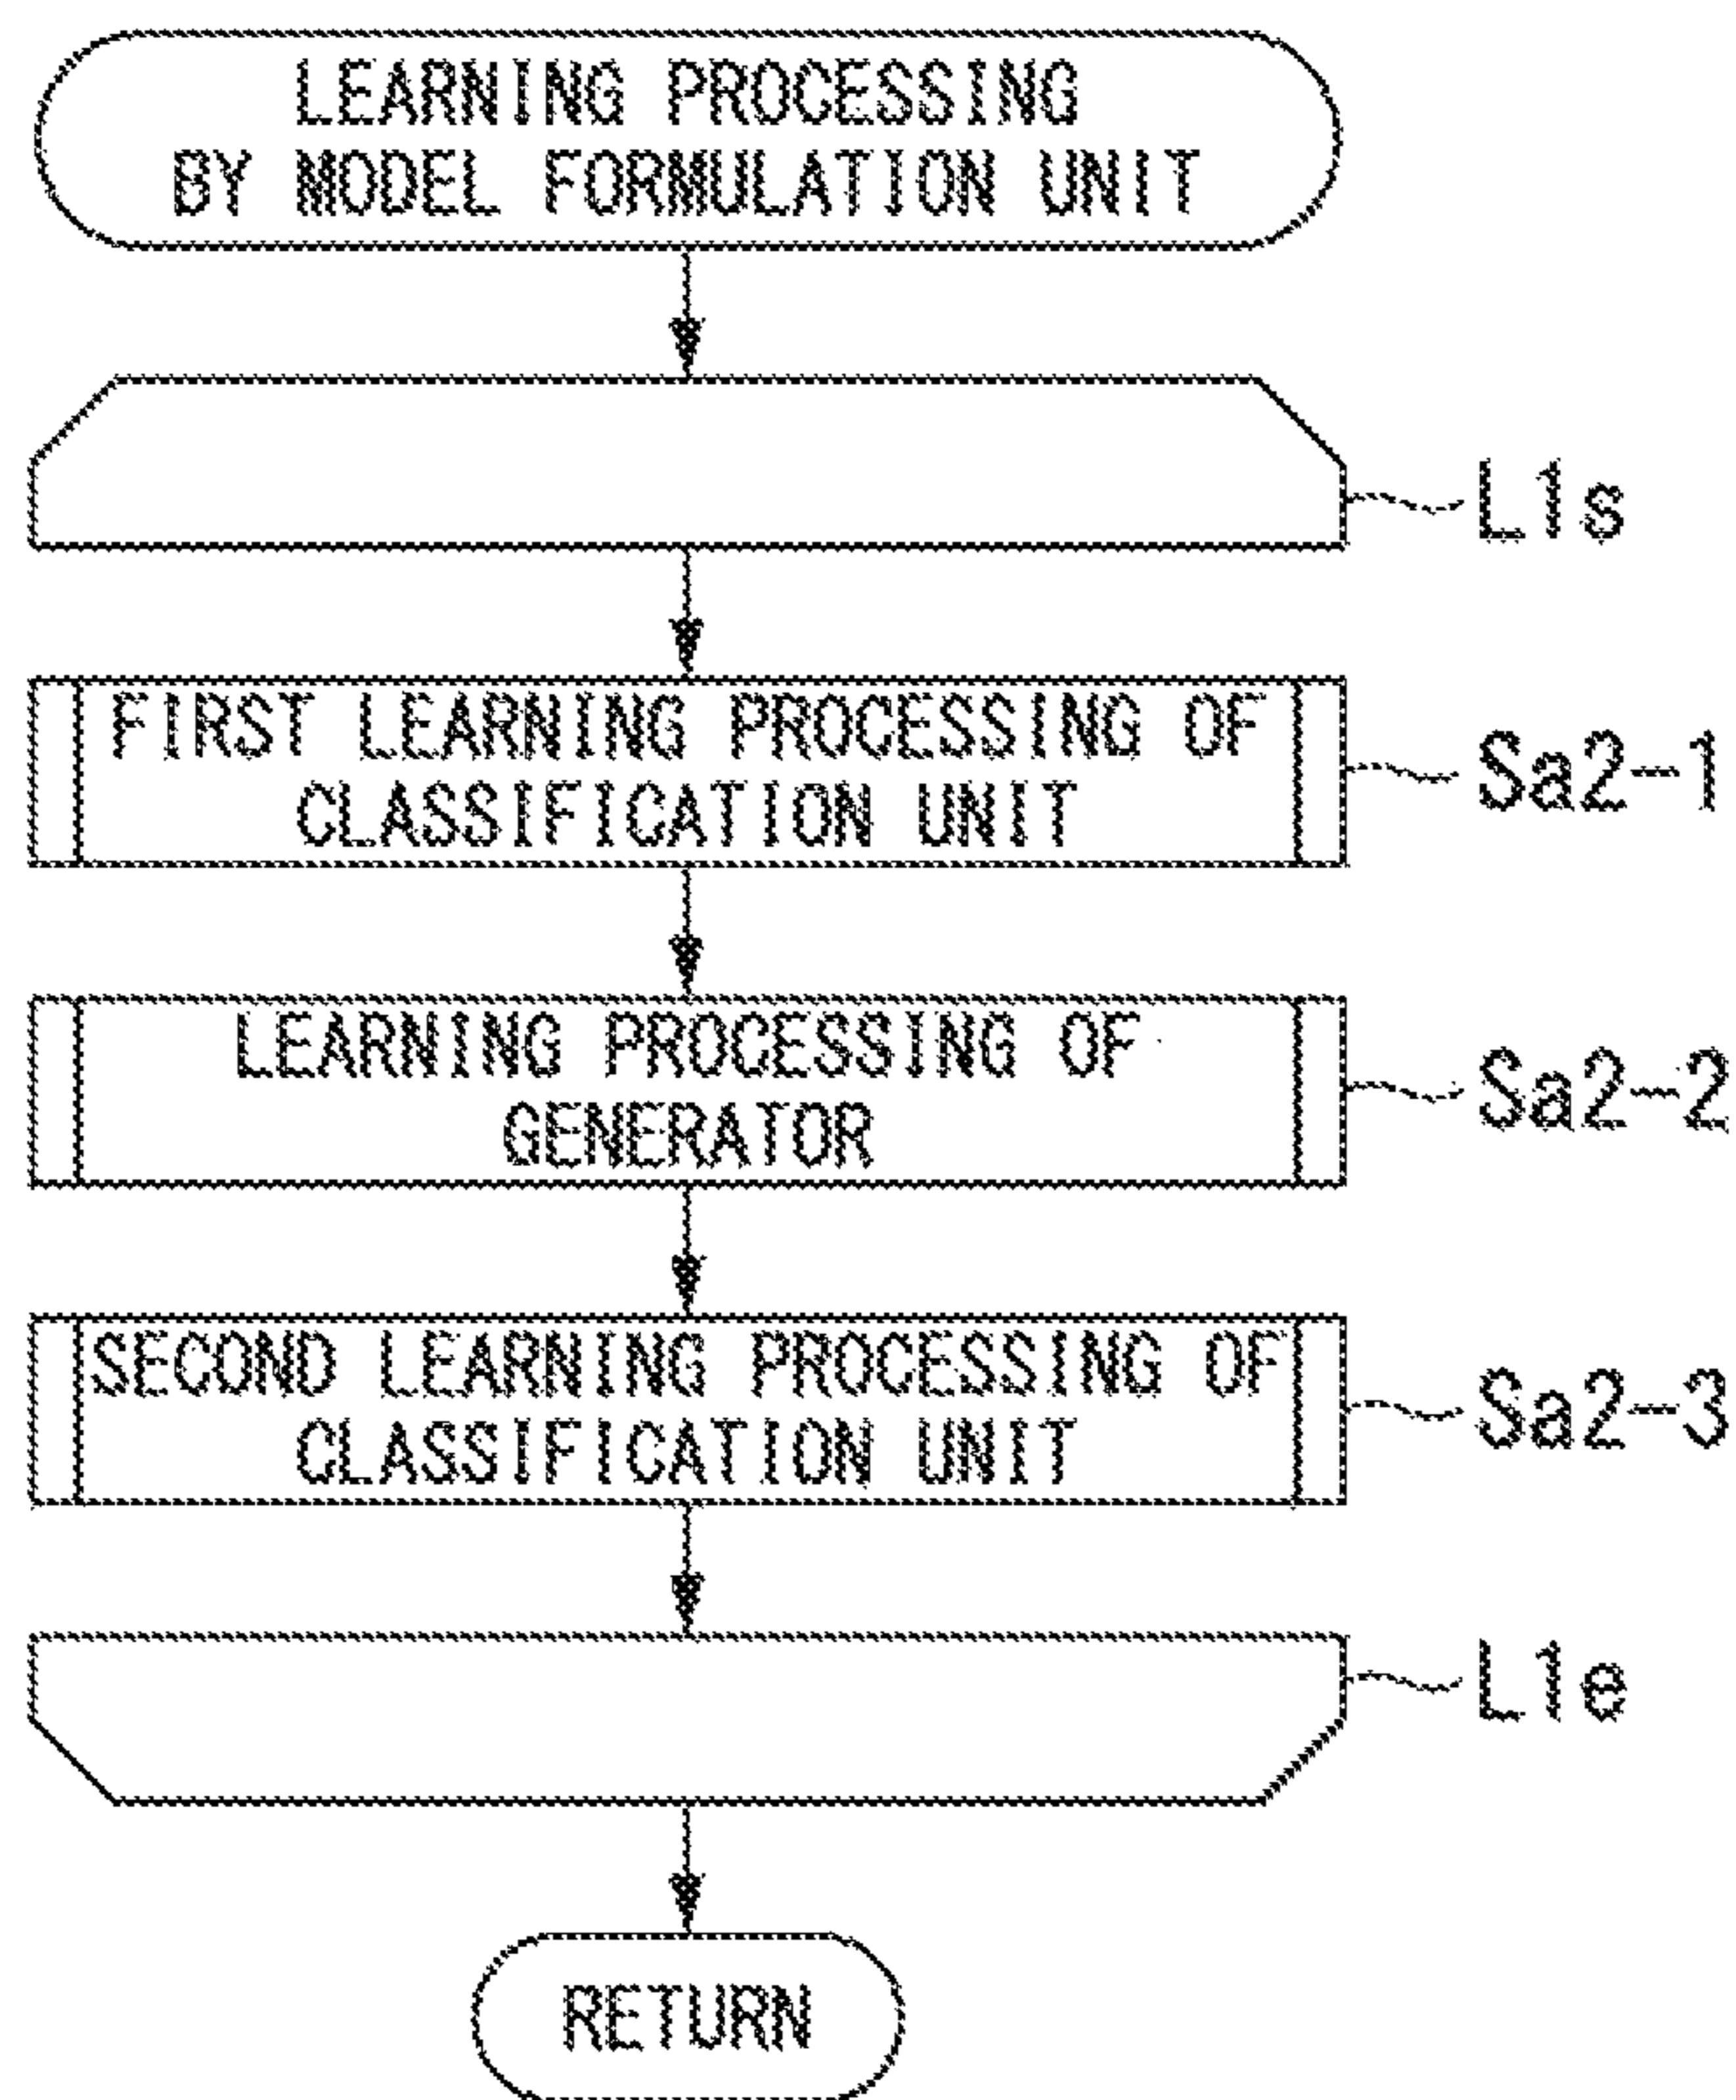 LEARNING PROCESSING
BY MODEL FORMULATION UNIT
L1s
FIRST LEARNING PROCESSING OF
CLASSIFICATION UNIT
Sa2-1
LEARNING PROCESSING OF
GENERATOR
Sa2-2
SECOND LEARNING PROCESSING OF
CLASSIFICATION UNIT
Sa2-3
L1e
RETURN